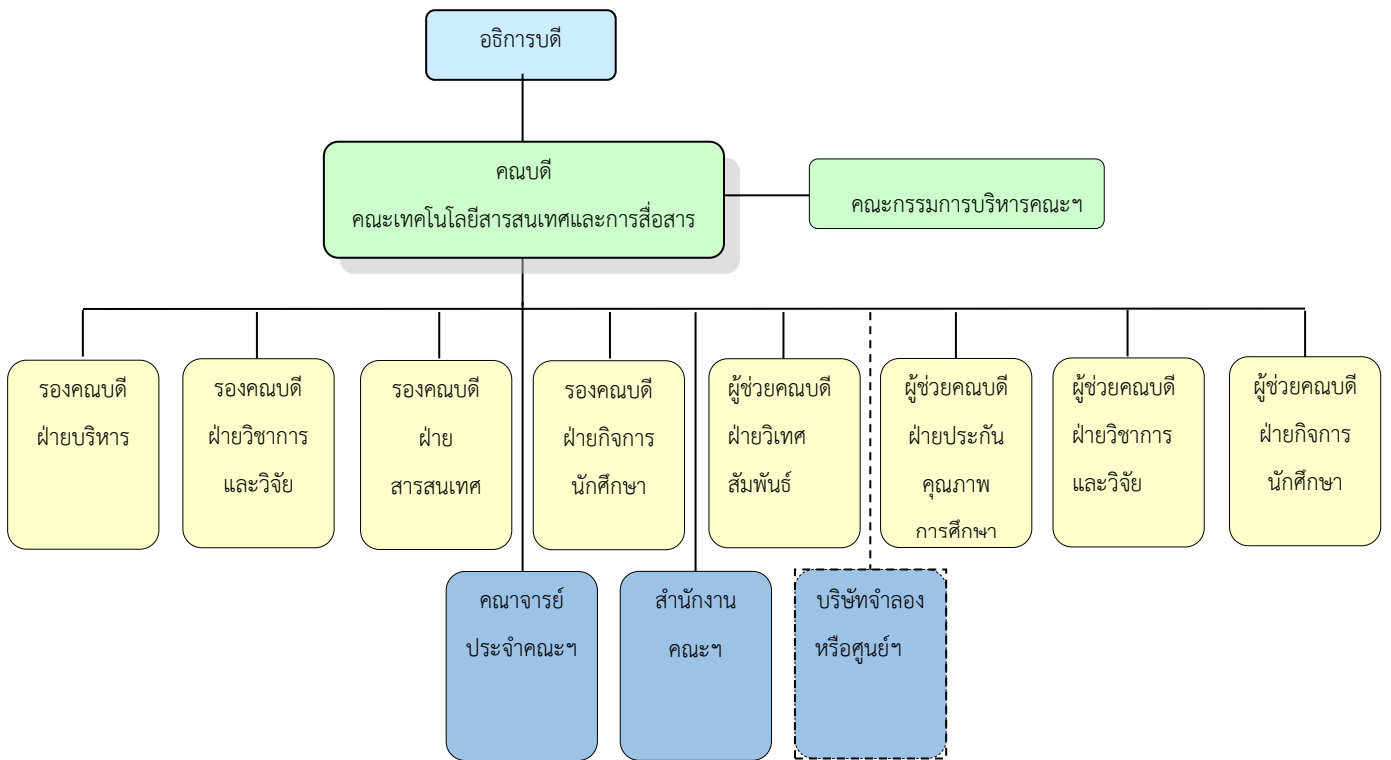 อธิการบดี
คณบดี
คณะเทคโนโลยีสารสนเทศและการสื่อสาร
คณะกรรมการบริหารคณะฯ
รองคณบดี
ฝ่ายบริหาร
รองคณบดี
ฝ่ายวิชาการ
และวิจัย
รองคณบดี
ฝ่าย
สารสนเทศ
รองคณบดี
ฝ่ายกิจการ
นักศึกษา
ผู้ช่วยคณบดี
ฝ่ายวิเทศ
สัมพันธ์
ผู้ช่วยคณบดี
ฝ่ายประกัน
คุณภาพ
การศึกษา
ผู้ช่วยคณบดี
ฝ่ายวิชาการ
และวิจัย
ผู้ช่วยคณบดี
ฝ่ายกิจการ
นักศึกษา
คณาจารย์
ประจำคณะฯ
สำนักงาน
คณะฯ
บริษัทจำลอง
หรือศูนย์ฯ